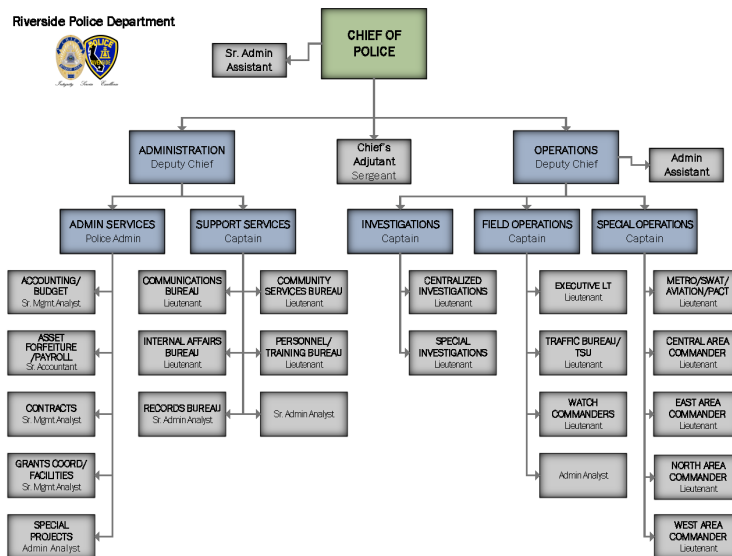 Riverside Police Department
POLICE
RIVERSIDE
Integrity Service Excellence
CHIEF OF
POLICE
Sr. Admin
Assistant
ADMINISTRATION
Deputy Chief
Chief's
Adjutant
Sergeant
OPERATIONS
Deputy Chief
Admin
Assistant
ADMIN SERVICES
Police Admin
SUPPORT SERVICES
Captain
INVESTIGATIONS
Captain
FIELD OPERATIONS
Captain
SPECIAL OPERATIONS
Captain
ACCOUNTING/
BUDGET
Sr. Mgmt Analyst
ASSET
FORFEITURE
/PAYROLL
Sr. Accountant
CONTRACTS
Sr. Mgmt Analyst
GRANTS COORD/
FACILITIES
Sr. Mgmt Analyst
SPECIAL
PROJECTS
Admin Analyst
COMMUNICATIONS
BUREAU
Lieutenant
COMMUNITY
SERVICES BUREAU
Lieutenant
INTERNAL AFFAIRS
BUREAU
Lieutenant
PERSONNEL/
TRAINING BUREAU
Lieutenant
RECORDS BUREAU
Sr. Admin Analyst
Sr. Admin Analyst
CENTRALIZED
INVESTIGATIONS
Lieutenant
SPECIAL
INVESTIGATIONS
Lieutenant
EXECUTIVE LT
Lieutenant
TRAFFIC BUREAU/
TSU
Lieutenant
WATCH
COMMANDERS
Lieutenant
Admin Analyst
METRO/SWAT/
AVIATION/PACT
Lieutenant
CENTRAL AREA
COMMANDER
Lieutenant
EAST AREA
COMMANDER
Lieutenant
NORTH AREA
COMMANDER
Lieutenant
WEST AREA
COMMANDER
Lieutenant